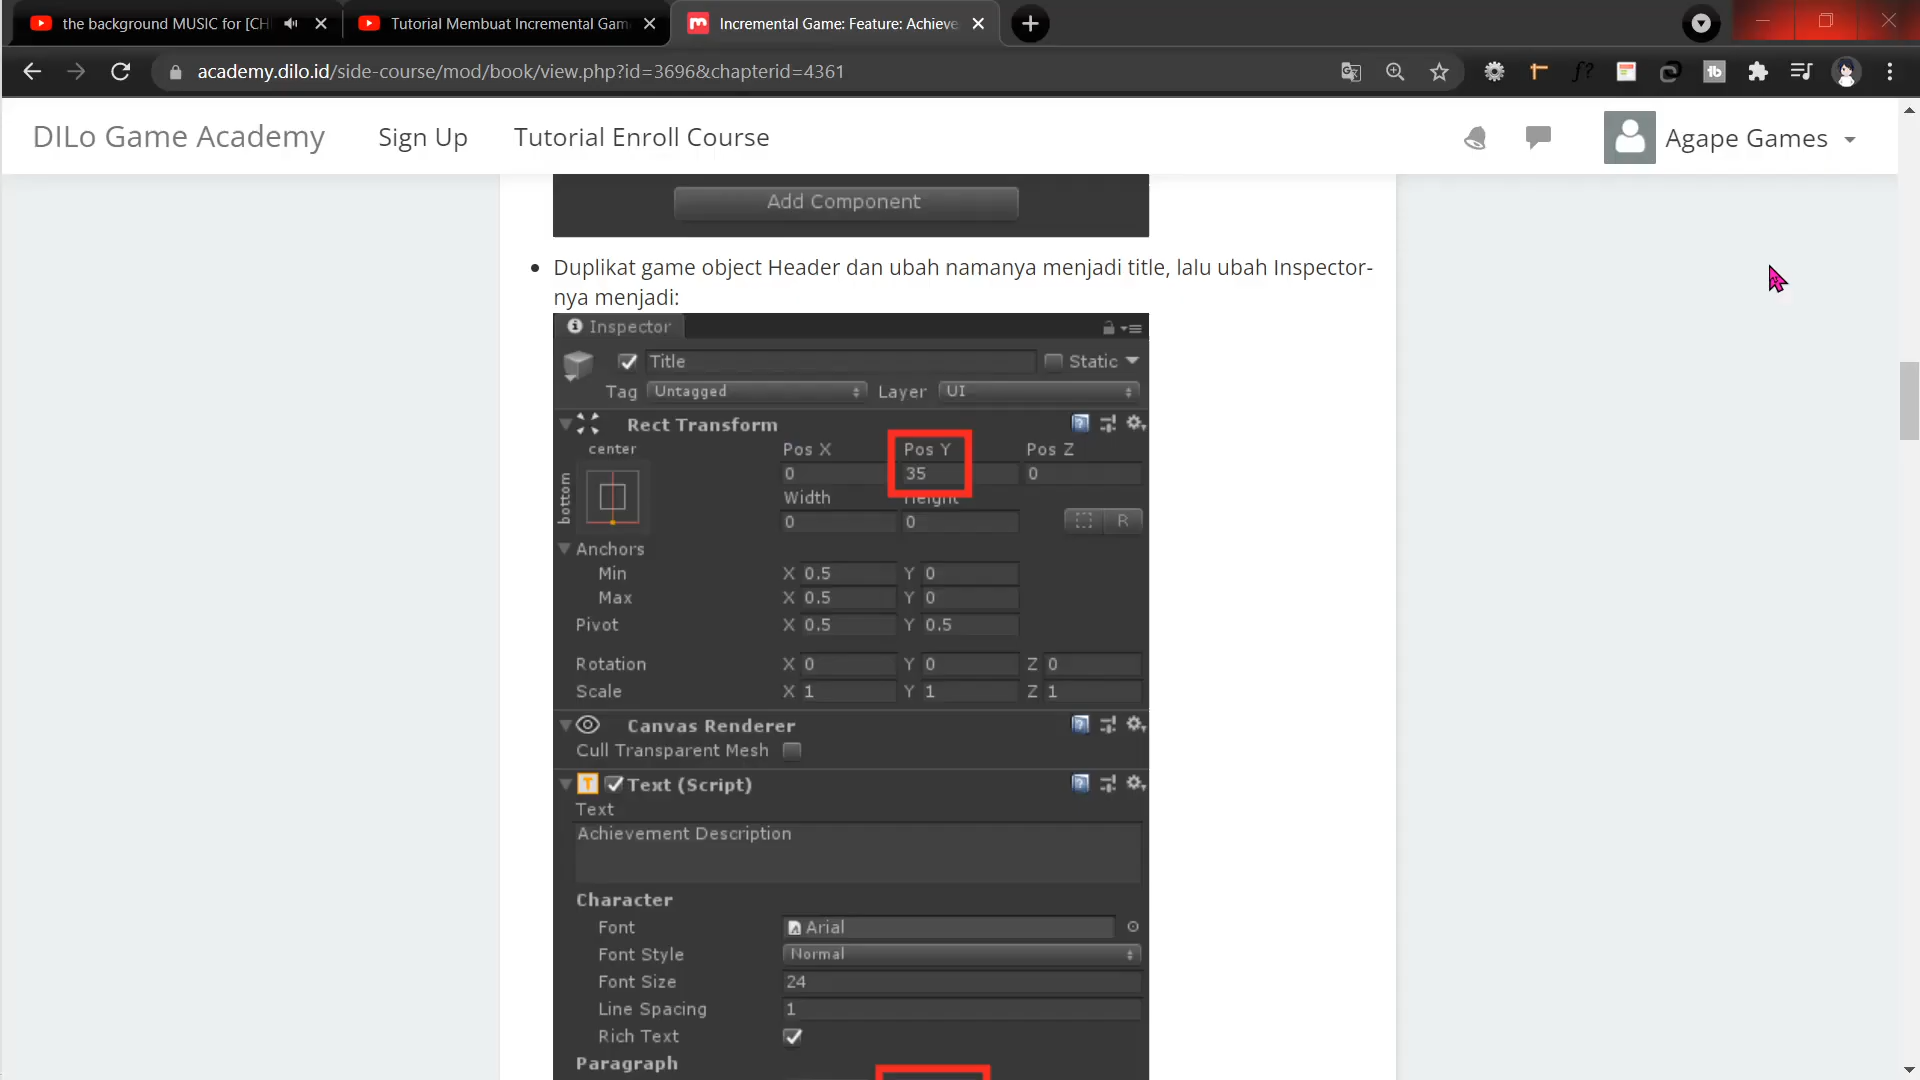 the background MUSIC for [CH
Tutorial Membuat Incremental Gam
Incremental Game: Feature: Achieve
academy.dilo.id/side-course/mod/book/view.php?id=3696&chapterid=4361
DILo Game Academy
Sign Up
Tutorial Enroll Course
Agape Games
Add Component
• Duplikat game object Header dan ubah namanya menjadi title, lalu ubah Inspector-
nya menjadi:
Inspector
Title
Static
Tag Untagged Layer UI
Rect Transform
center
bottom
Pos X Pos Y Pos Z
0 35 0
Width Height
0 0
R
Anchors
Min X 0.5 Y 0
Max X 0.5 Y 0
Pivot X 0.5 Y 0.5
Rotation X 0 Y 0 Z 0
Scale X 1 Y 1 Z 1
Canvas Renderer
Cull Transparent Mesh
Text (Script)
Text
Achievement Description
Character
Font Arial
Font Style Normal
Font Size 24
Line Spacing 1
Rich Text
Paragraph